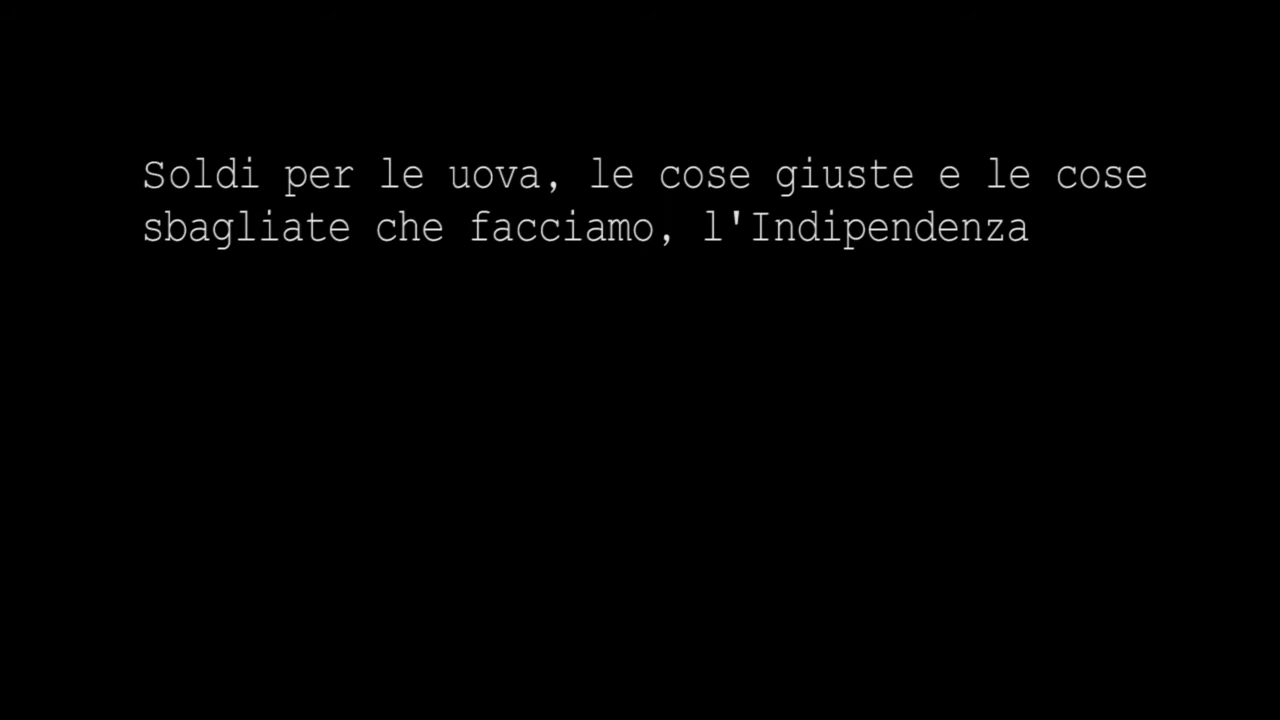 Soldi per le uova, le cose giuste e le cose
sbagliate che facciamo, l'Indipendenza